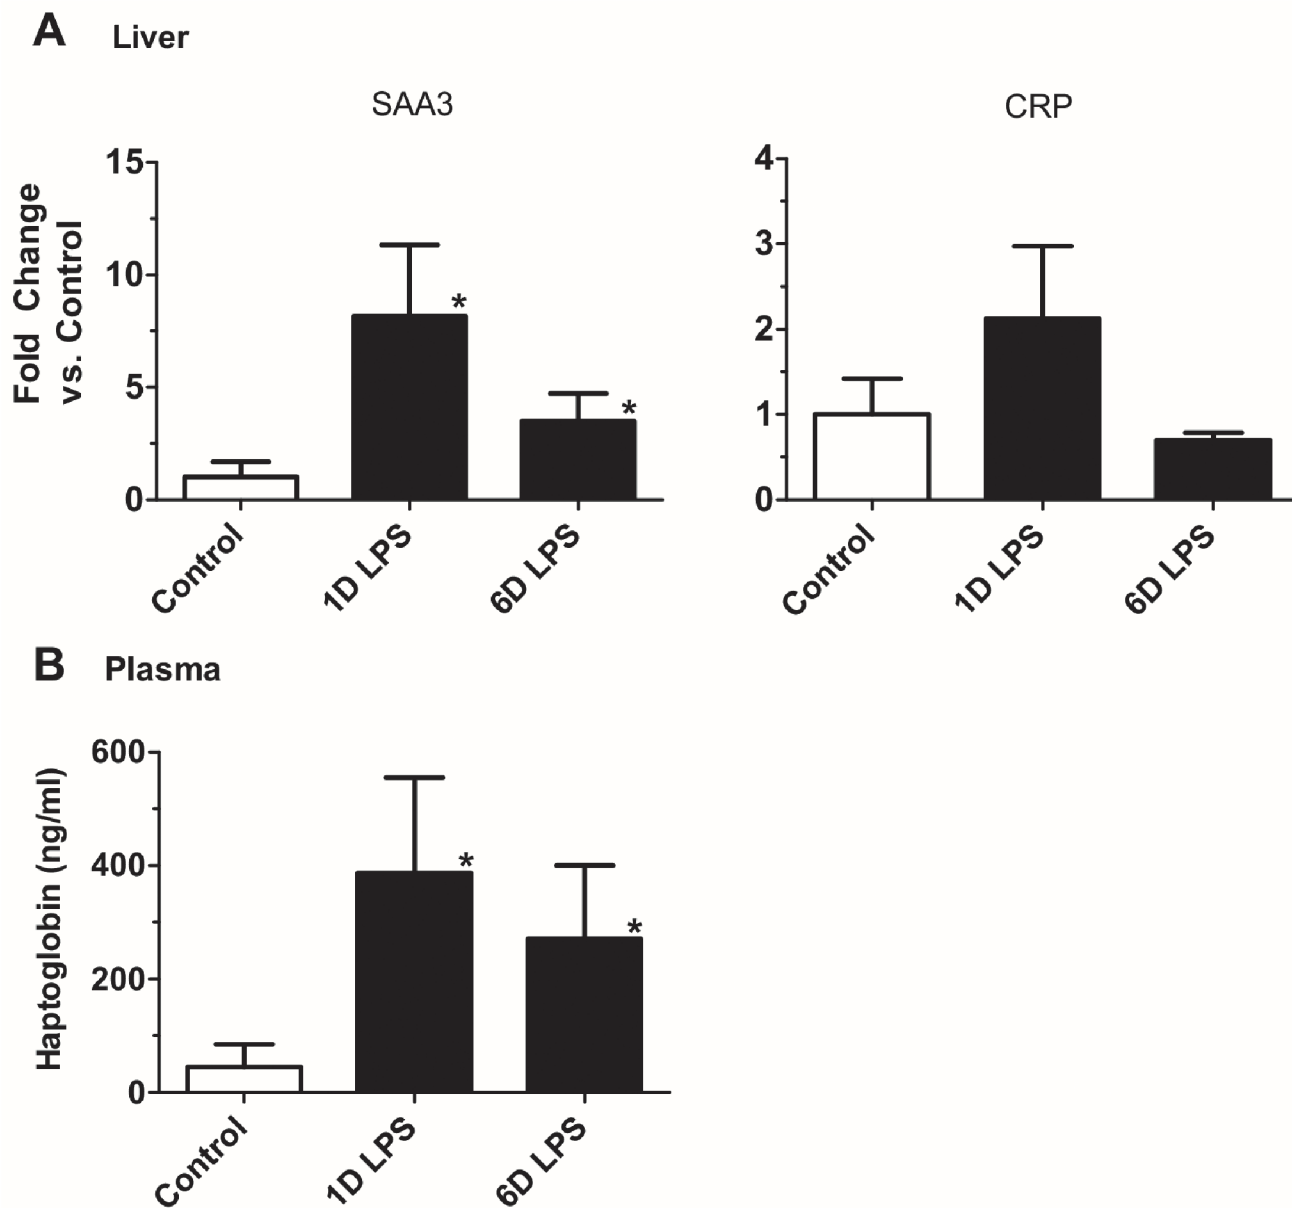 A Liver
SAA3
CRP
Fold Change
vs. Control
15
10
5
0
*
*
Control
1D LPS
6D LPS
4
3
2
1
0
Control
1D LPS
6D LPS
B Plasma
Haptoglobin (ng/ml)
600
400
200
0
*
*
Control
1D LPS
6D LPS